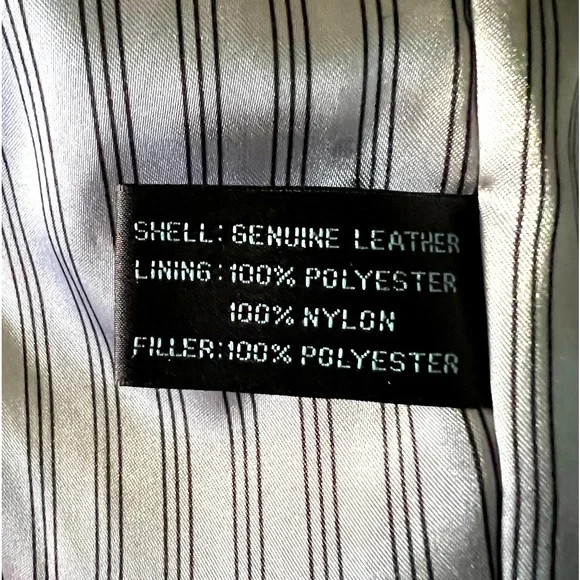 SHELL: GENUINE LEATHER
LINING: 100% POLYESTER
100% NYLON
FILLER: 100% POLYESTER